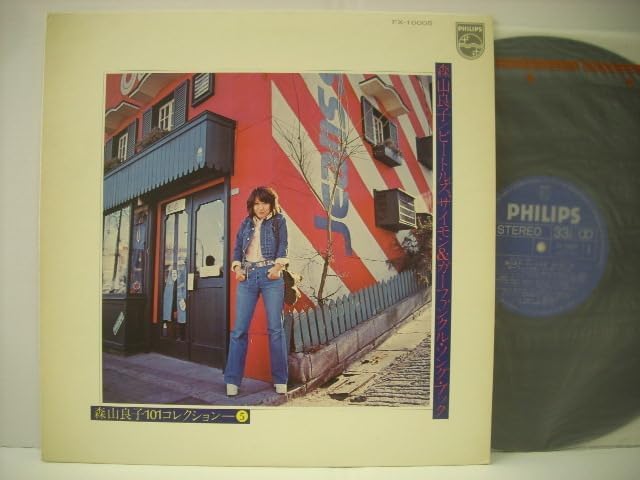 FX-10005
PHILIPS
森山良子/ビートルズ、サイモン&ガーファンクル・ソング・ブック
Jeans
森山良子101コレクション—5
PHILIPS
STEREO
33